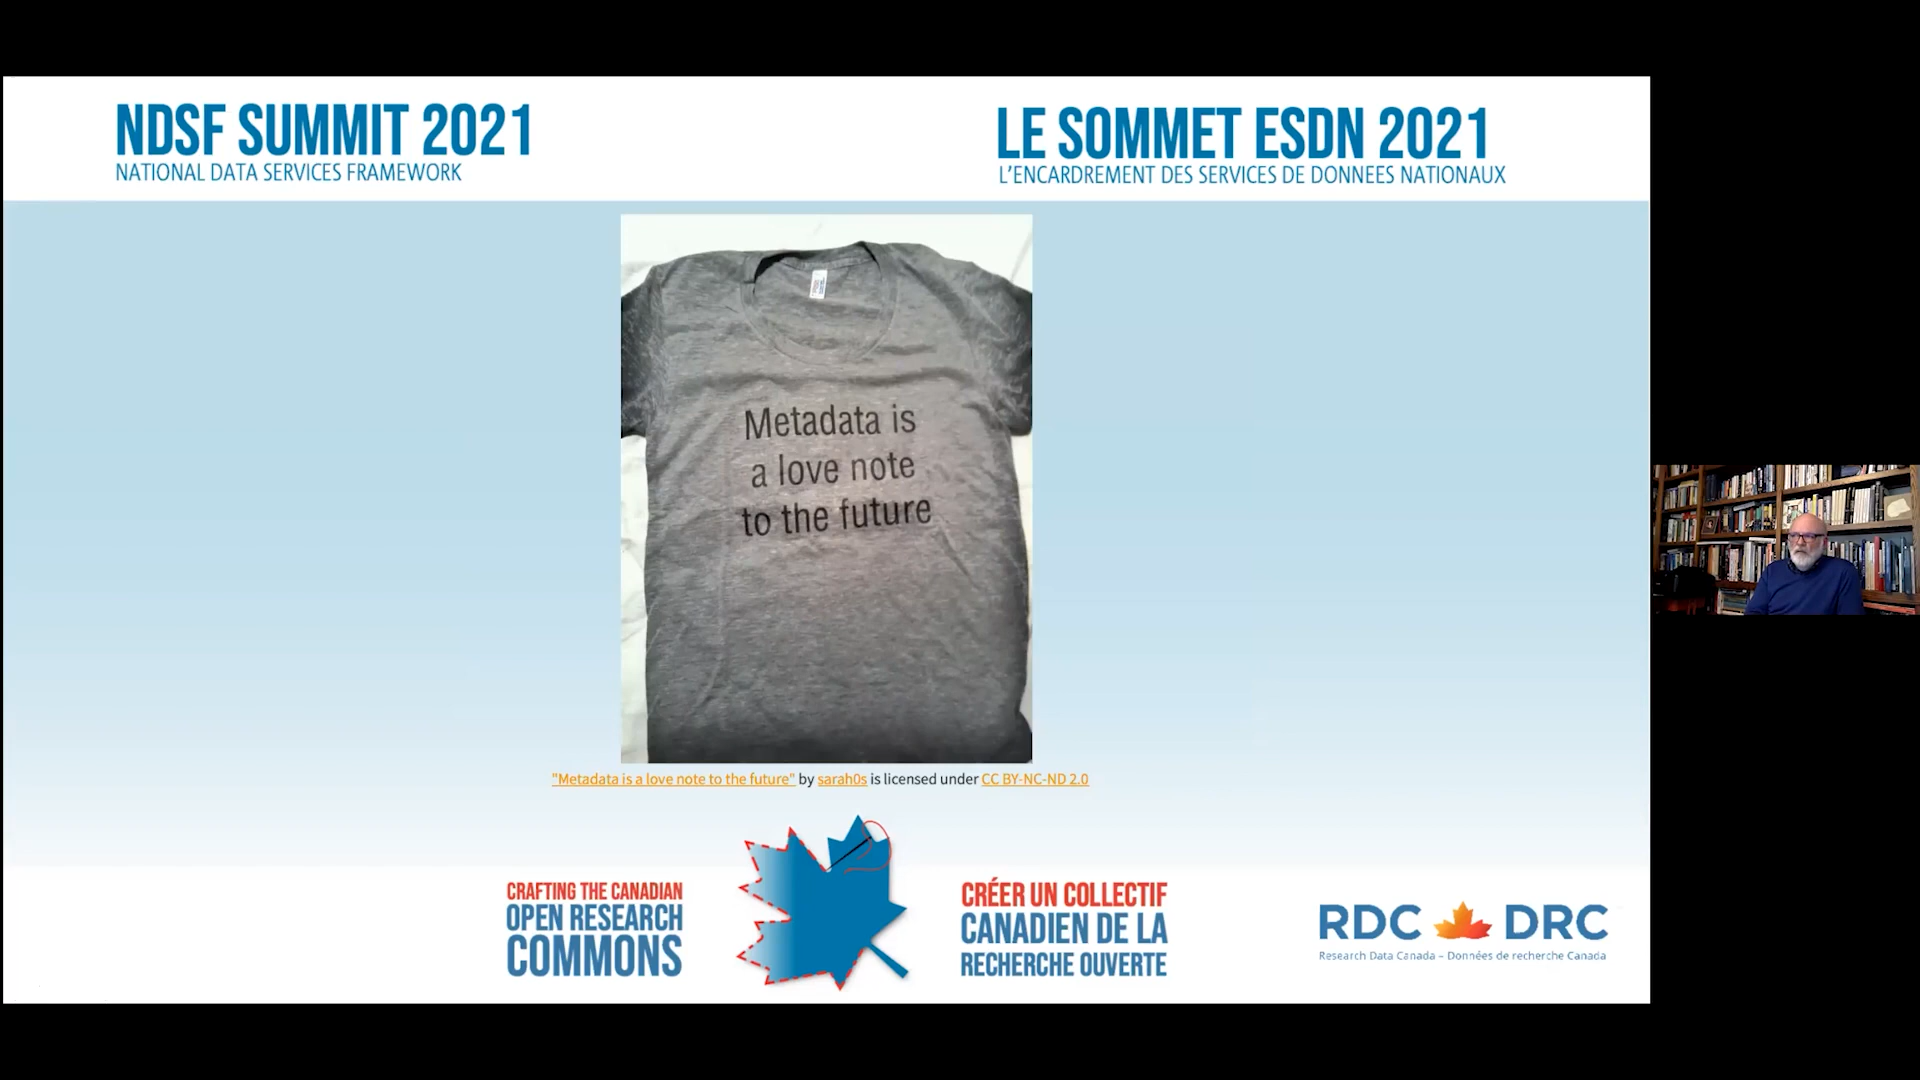 NDSF SUMMIT 2021
NATIONAL DATA SERVICES FRAMEWORK
LE SOMMET ESDN 2021
L'ENCARDREMENT DES SERVICES DE DONNEES NATIONAUX
Metadata is
a love note
to the future
"Metadata is a love note to the future" by sarah0s is licensed under CC BY-NC-ND 2.0
CRAFTING THE CANADIAN
OPEN RESEARCH
COMMONS
CRÉER UN COLLECTIF
CANADIEN DE LA
RECHERCHE OUVERTE
RDC DRC
Research Data Canada – Données de recherche Canada